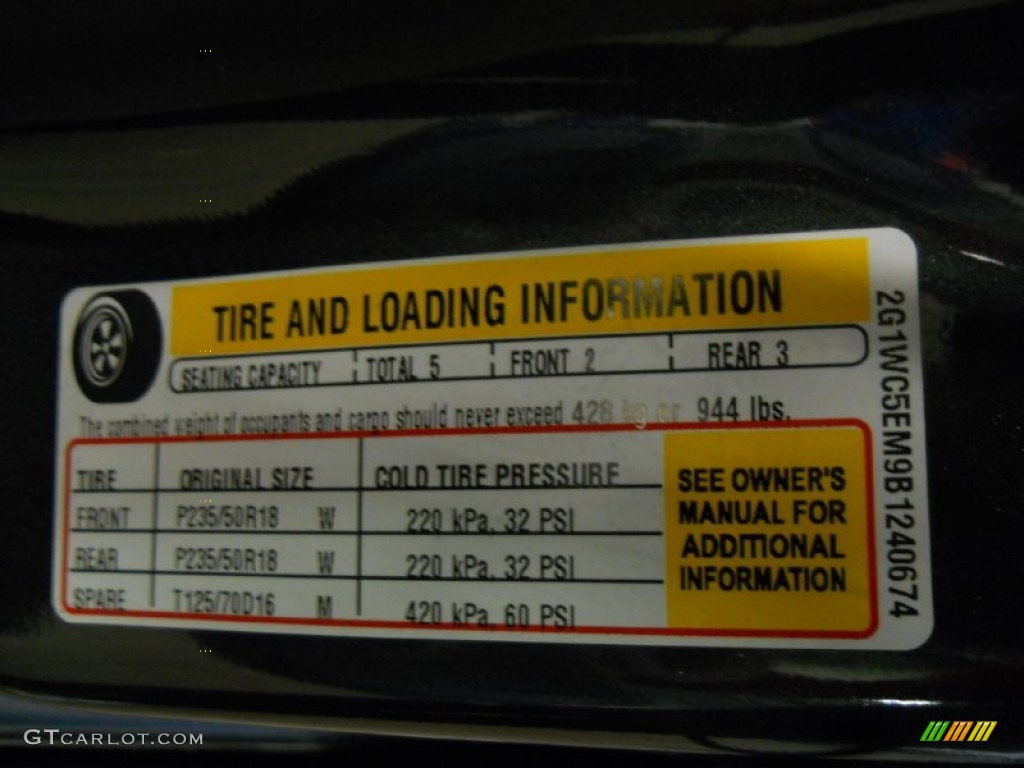 TIRE AND LOADING INFORMATION
SEATING CAPACITY TOTAL 5 FRONT 2 REAR 3
The combined weight of occupants and cargo should never exceed 428 kg or 944 lbs.
TIRE ORIGINAL SIZE COLD TIRE PRESSURE
FRONT P235/50R18 W 220 kPa, 32 PSI
REAR P235/50R18 W 220 kPa, 32 PSI
SPARE T125/70D16 M 420 kPa, 60 PSI
SEE OWNER'S
MANUAL FOR
ADDITIONAL
INFORMATION
2G1WC5EM9B1240674
GTCARLOT.COM